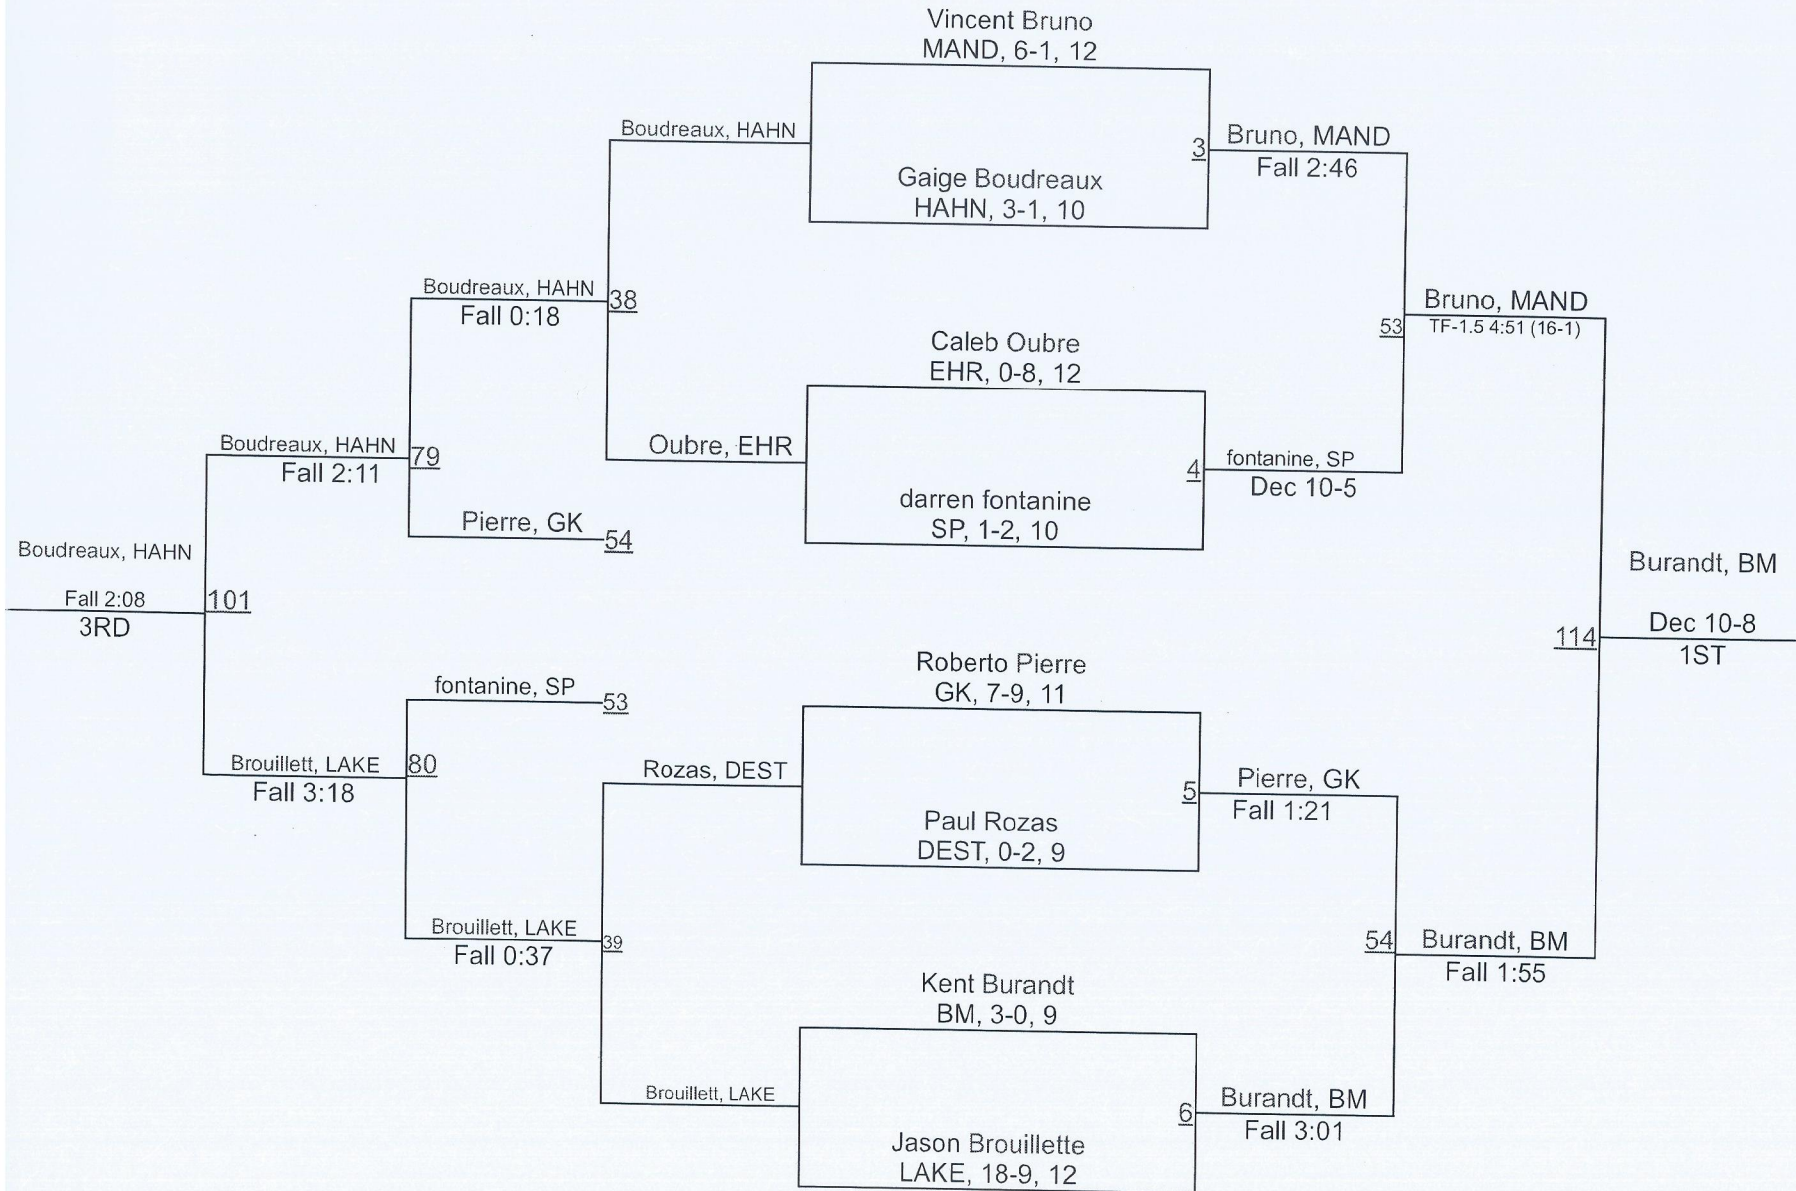 Vincent Bruno
MAND, 6-1, 12
Boudreaux, HAHN
3
Bruno, MAND
Fall 2:46
Gaige Boudreaux
HAHN, 3-1, 10
Boudreaux, HAHN
38
Fall 0:18
Bruno, MAND
53
TF-1.5 4:51 (16-1)
Caleb Oubre
EHR, 0-8, 12
Boudreaux, HAHN
79
Fall 2:11
Oubre, EHR
4
fontanine, SP
Dec 10-5
darren fontanine
SP, 1-2, 10
Pierre, GK
54
Boudreaux, HAHN
Fall 2:08
101
3RD
Burandt, BM
114
Dec 10-8
1ST
Roberto Pierre
GK, 7-9, 11
fontanine, SP
53
Brouillett, LAKE
80
Fall 3:18
Rozas, DEST
5
Pierre, GK
Fall 1:21
Paul Rozas
DEST, 0-2, 9
Brouillett, LAKE
39
Fall 0:37
54
Burandt, BM
Fall 1:55
Kent Burandt
BM, 3-0, 9
Brouillett, LAKE
6
Burandt, BM
Fall 3:01
Jason Brouillette
LAKE, 18-9, 12